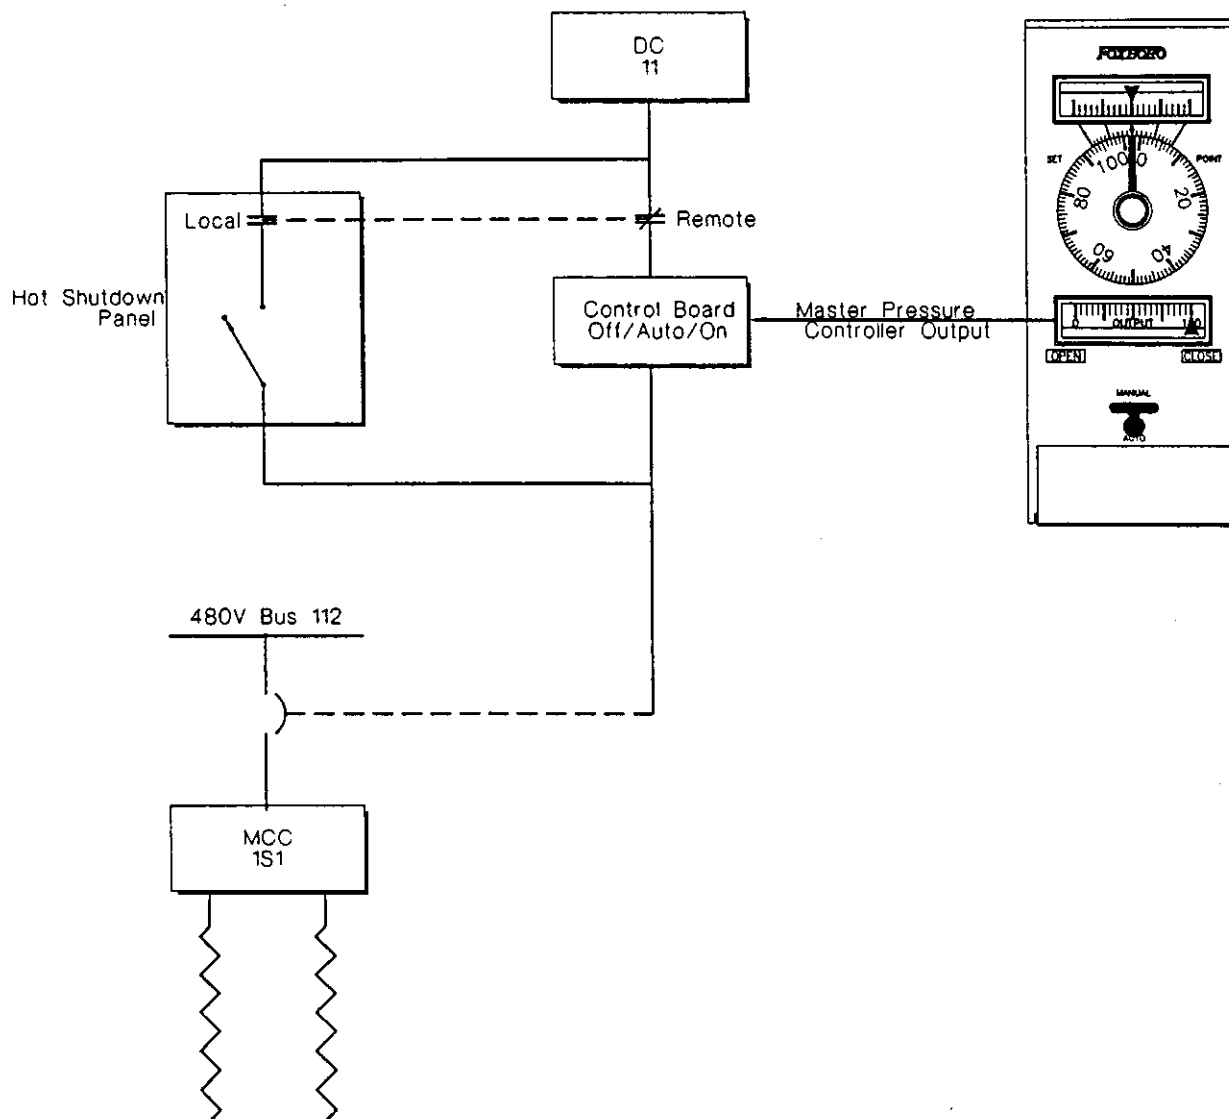 DC
11
FOXBORO
SET
POINT
100 0
80
20
60
40
Local
Remote
Hot Shutdown
Panel
Control Board
Off/Auto/On
Master Pressure
Controller Output
0
OUTPUT
100
OPEN
CLOSE
MANUAL
AUTO
480V Bus 112
MCC
1S1